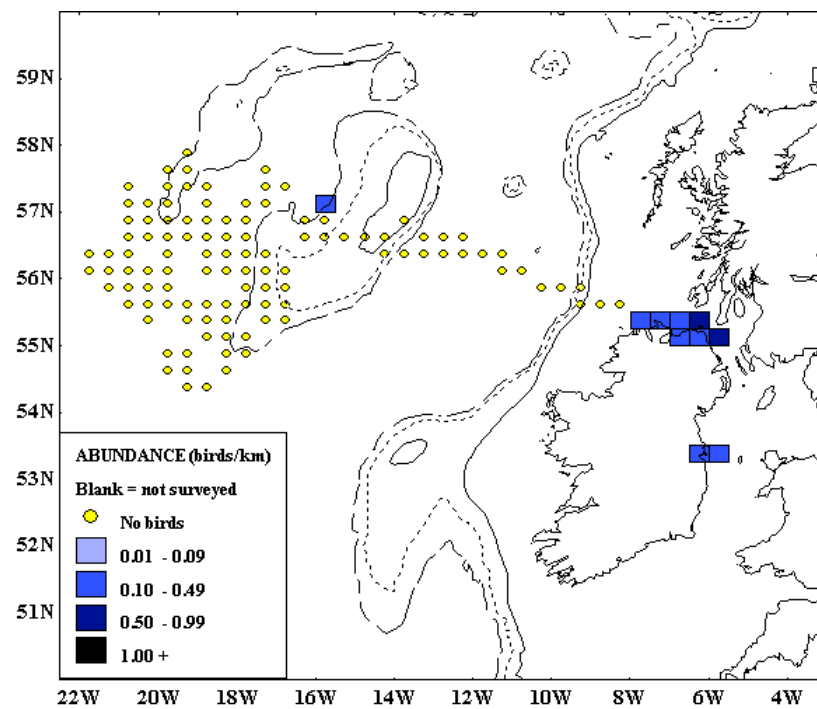 59N
58N
57N
56N
55N
54N
53N
52N
51N
ABUNDANCE (birds/km)
Blank = not surveyed
No birds
0.01 - 0.09
0.10 - 0.49
0.50 - 0.99
1.00 +
22W 20W 18W 16W 14W 12W 10W 8W 6W 4W